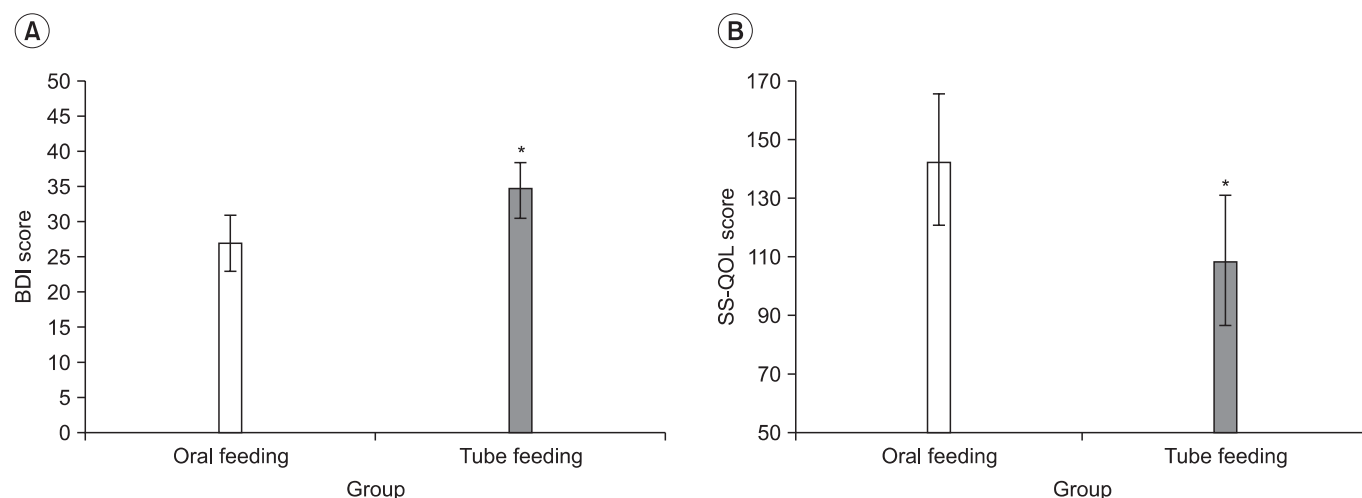 A
50
45
40
35
30
25
20
15
10
5
0
BDI score
*
Oral feeding
Tube feeding
Group
B
170
150
130
110
90
70
50
SS-QOL score
*
Oral feeding
Tube feeding
Group